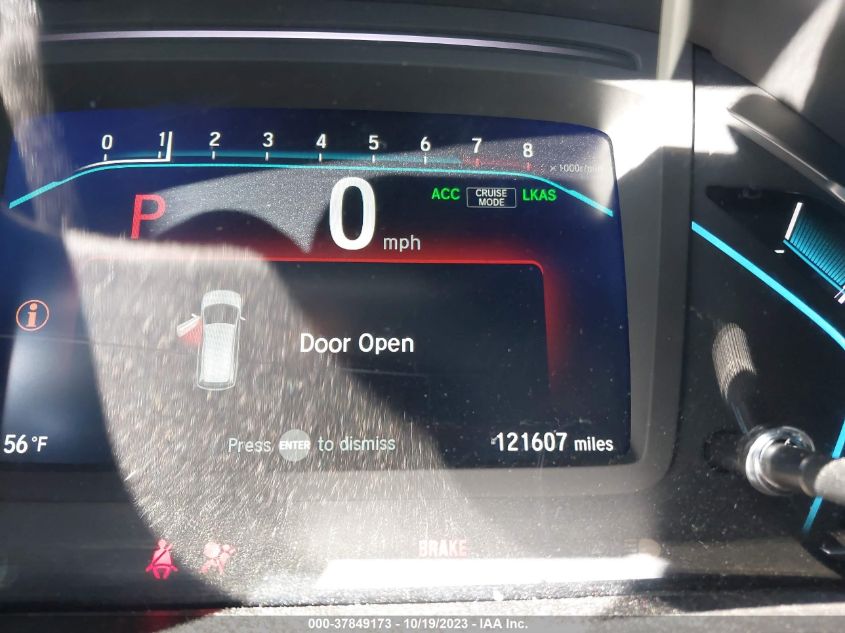 0 1 2 3 4 5 6 7 8
×1000r/min
P 0 mph ACC CRUISE MODE LKAS
i
Door Open
56 °F Press ENTER to dismiss 121607 miles
BRAKE
000-37849173 - 10/19/2023 - IAA Inc.